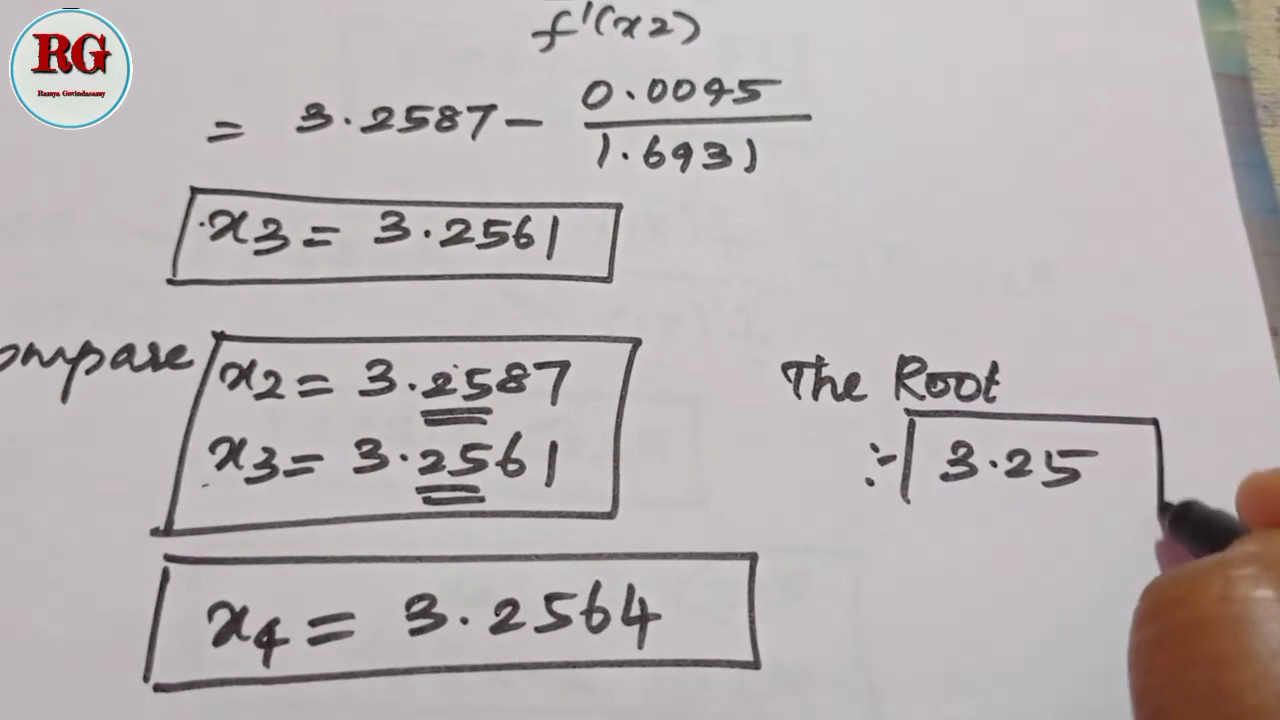 RG
Ramya Govindasamy
f'(x2)
= 3.2587 - 0.0045 / 1.6931
x3 = 3.2561
ompare
x2 = 3.2587
x3 = 3.2561
The Root
:- 3.25
x4 = 3.2564